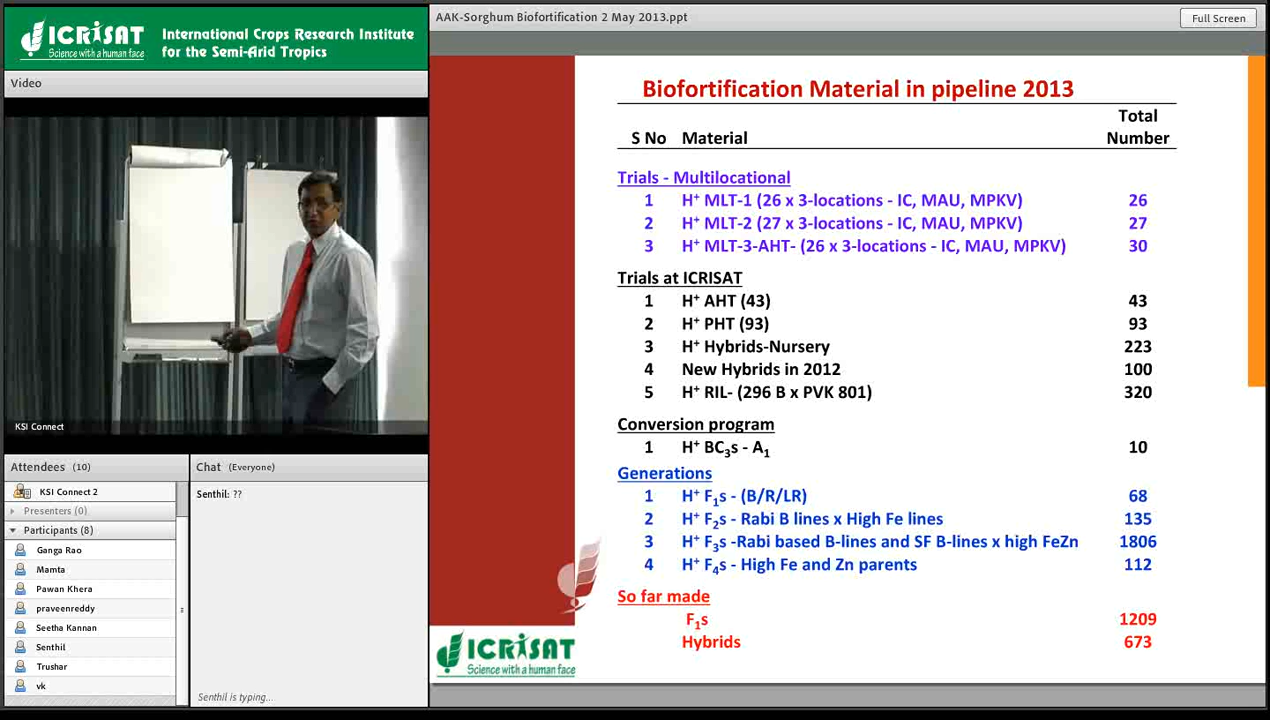 ICRISAT
Science with a human face
International Crops Research Institute
for the Semi-Arid Tropics
Video
KSI Connect
Attendees (10)
KSI Connect 2
Presenters (0)
Participants (8)
Ganga Rao
Mamta
Pawan Khera
praveenreddy
Seetha Kannan
Senthil
Trushar
vk
Chat (Everyone)
Senthil: ??
Senthil is typing...
AAK-Sorghum Biofortification 2 May 2013.ppt
Full Screen
Biofortification Material in pipeline 2013
Total
S No Material Number
Trials - Multilocational
1 H⁺ MLT-1 (26 x 3-locations - IC, MAU, MPKV) 26
2 H⁺ MLT-2 (27 x 3-locations - IC, MAU, MPKV) 27
3 H⁺ MLT-3-AHT- (26 x 3-locations - IC, MAU, MPKV) 30
Trials at ICRISAT
1 H⁺ AHT (43) 43
2 H⁺ PHT (93) 93
3 H⁺ Hybrids-Nursery 223
4 New Hybrids in 2012 100
5 H⁺ RIL- (296 B x PVK 801) 320
Conversion program
1 H⁺ BC₃s - A₁ 10
Generations
1 H⁺ F₁s - (B/R/LR) 68
2 H⁺ F₂s - Rabi B lines x High Fe lines 135
3 H⁺ F₃s -Rabi based B-lines and SF B-lines x high FeZn 1806
4 H⁺ F₄s - High Fe and Zn parents 112
So far made
F₁s 1209
Hybrids 673
ICRISAT
Science with a human face